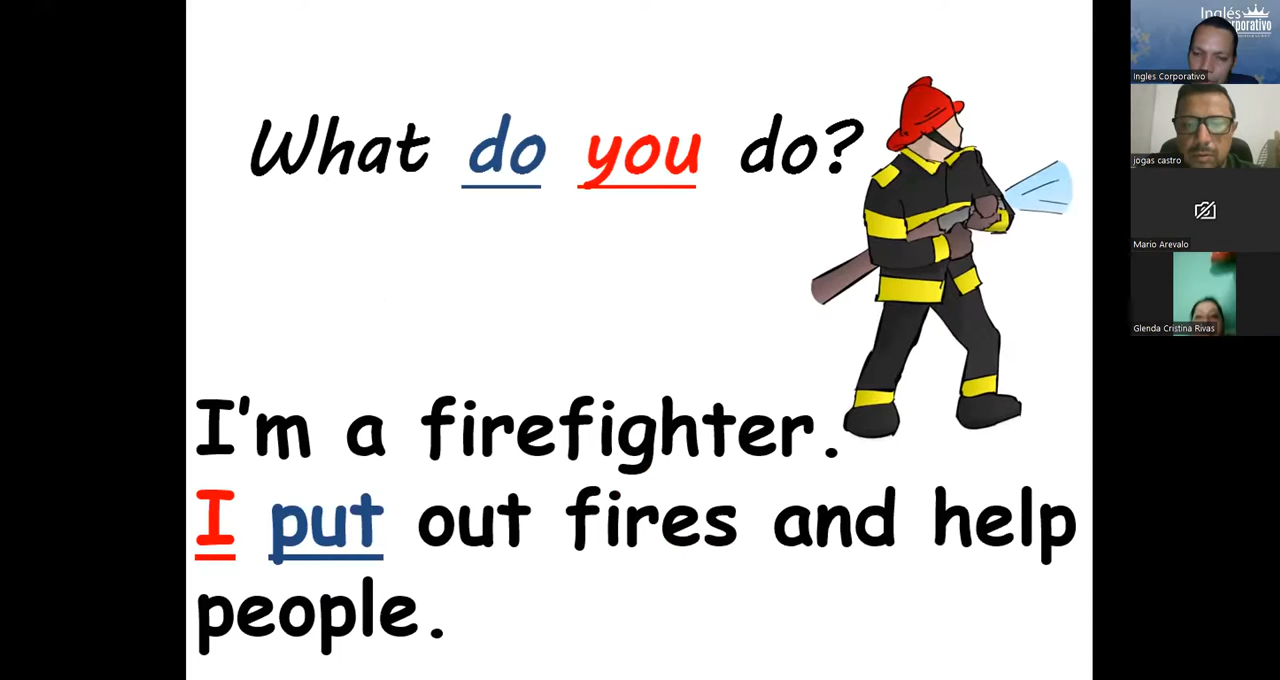 What do you do?
I'm a firefighter.
I put out fires and help
people.
Inglés
Ingles Corporativo I
jogas castro
Mario Arevalo
Glenda Cristina Rivas